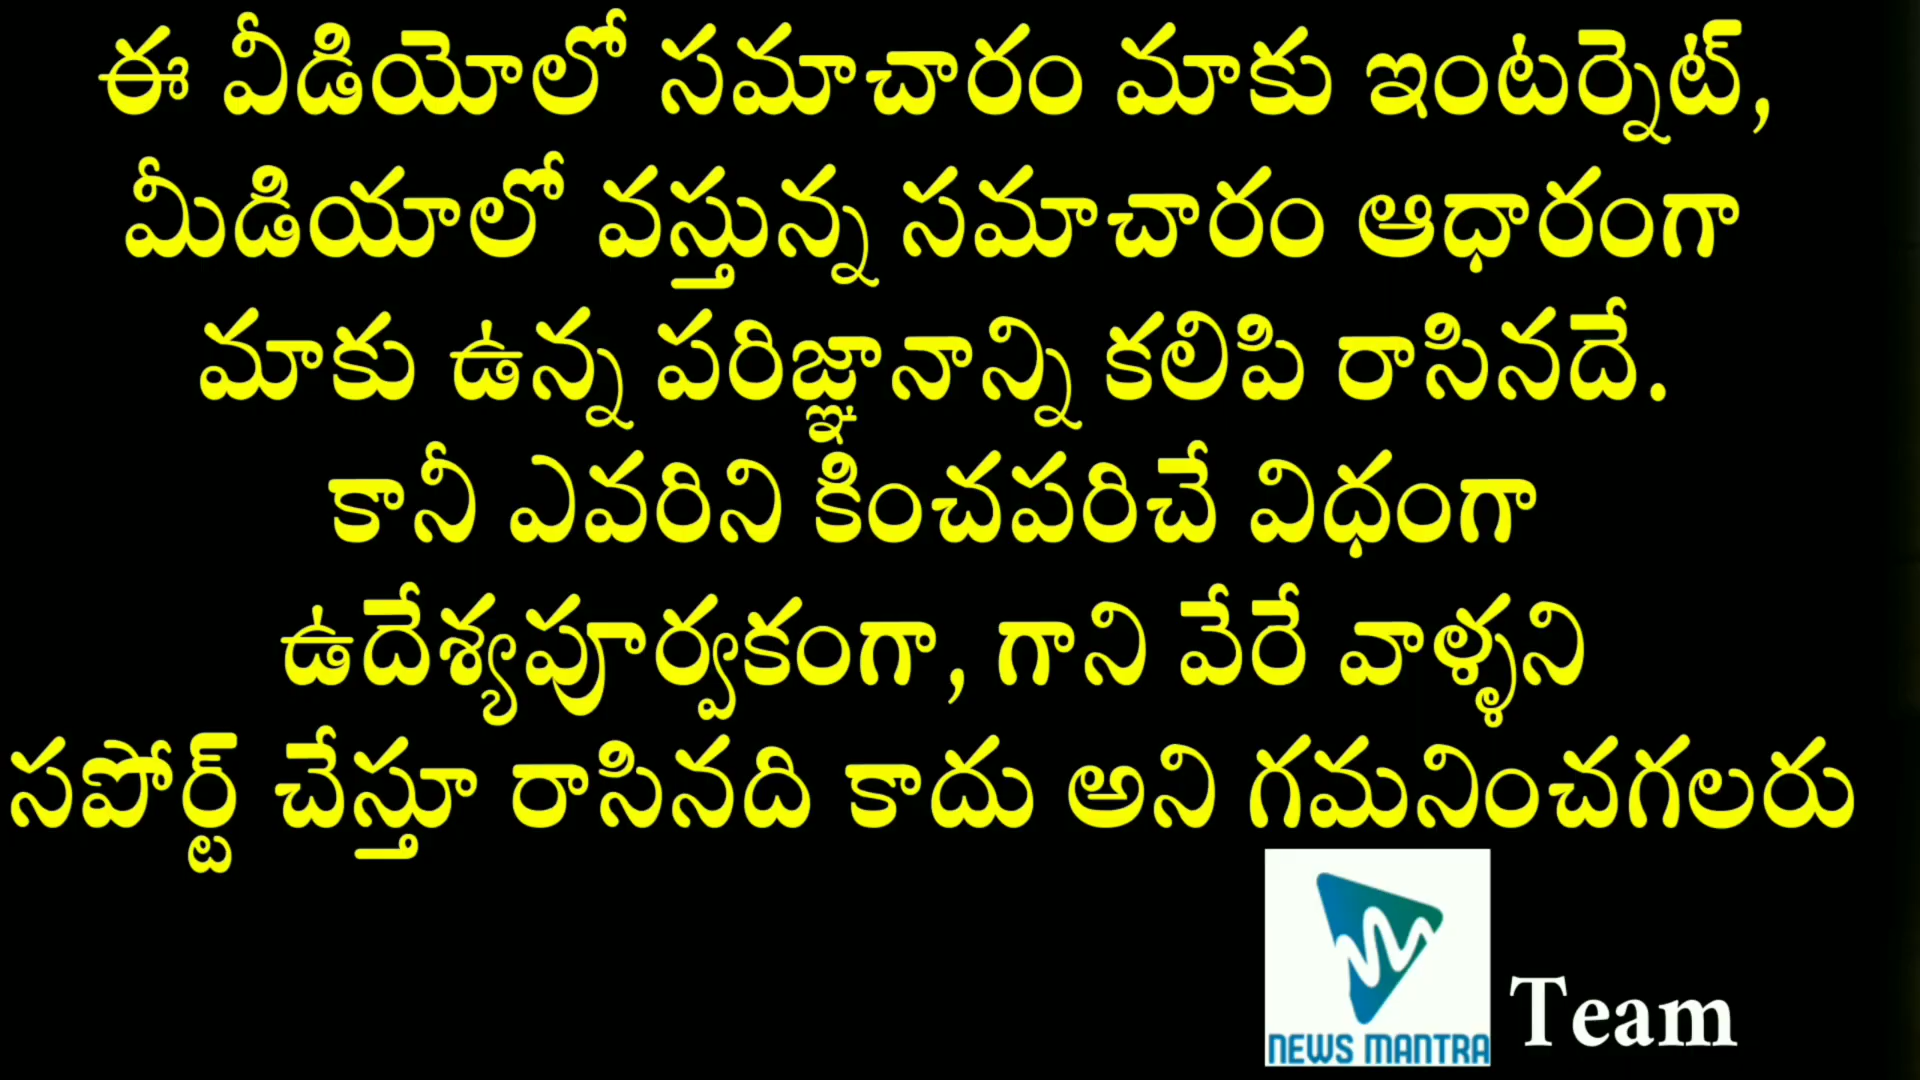 ఈ వీడియోలో సమాచారం మాకు ఇంటర్నెట్,
మీడియాలో వస్తున్న సమాచారం ఆధారంగా
మాకు ఉన్న పరిజ్ఞానాన్ని కలిపి రాసినదే.
కానీ ఎవరిని కించపరిచే విధంగా
ఉదేశ్యపూర్వకంగా, గాని వేరే వాళ్ళని
సపోర్ట్ చేస్తూ రాసినది కాదు అని గమనించగలరు
NEWS MANTRA Team